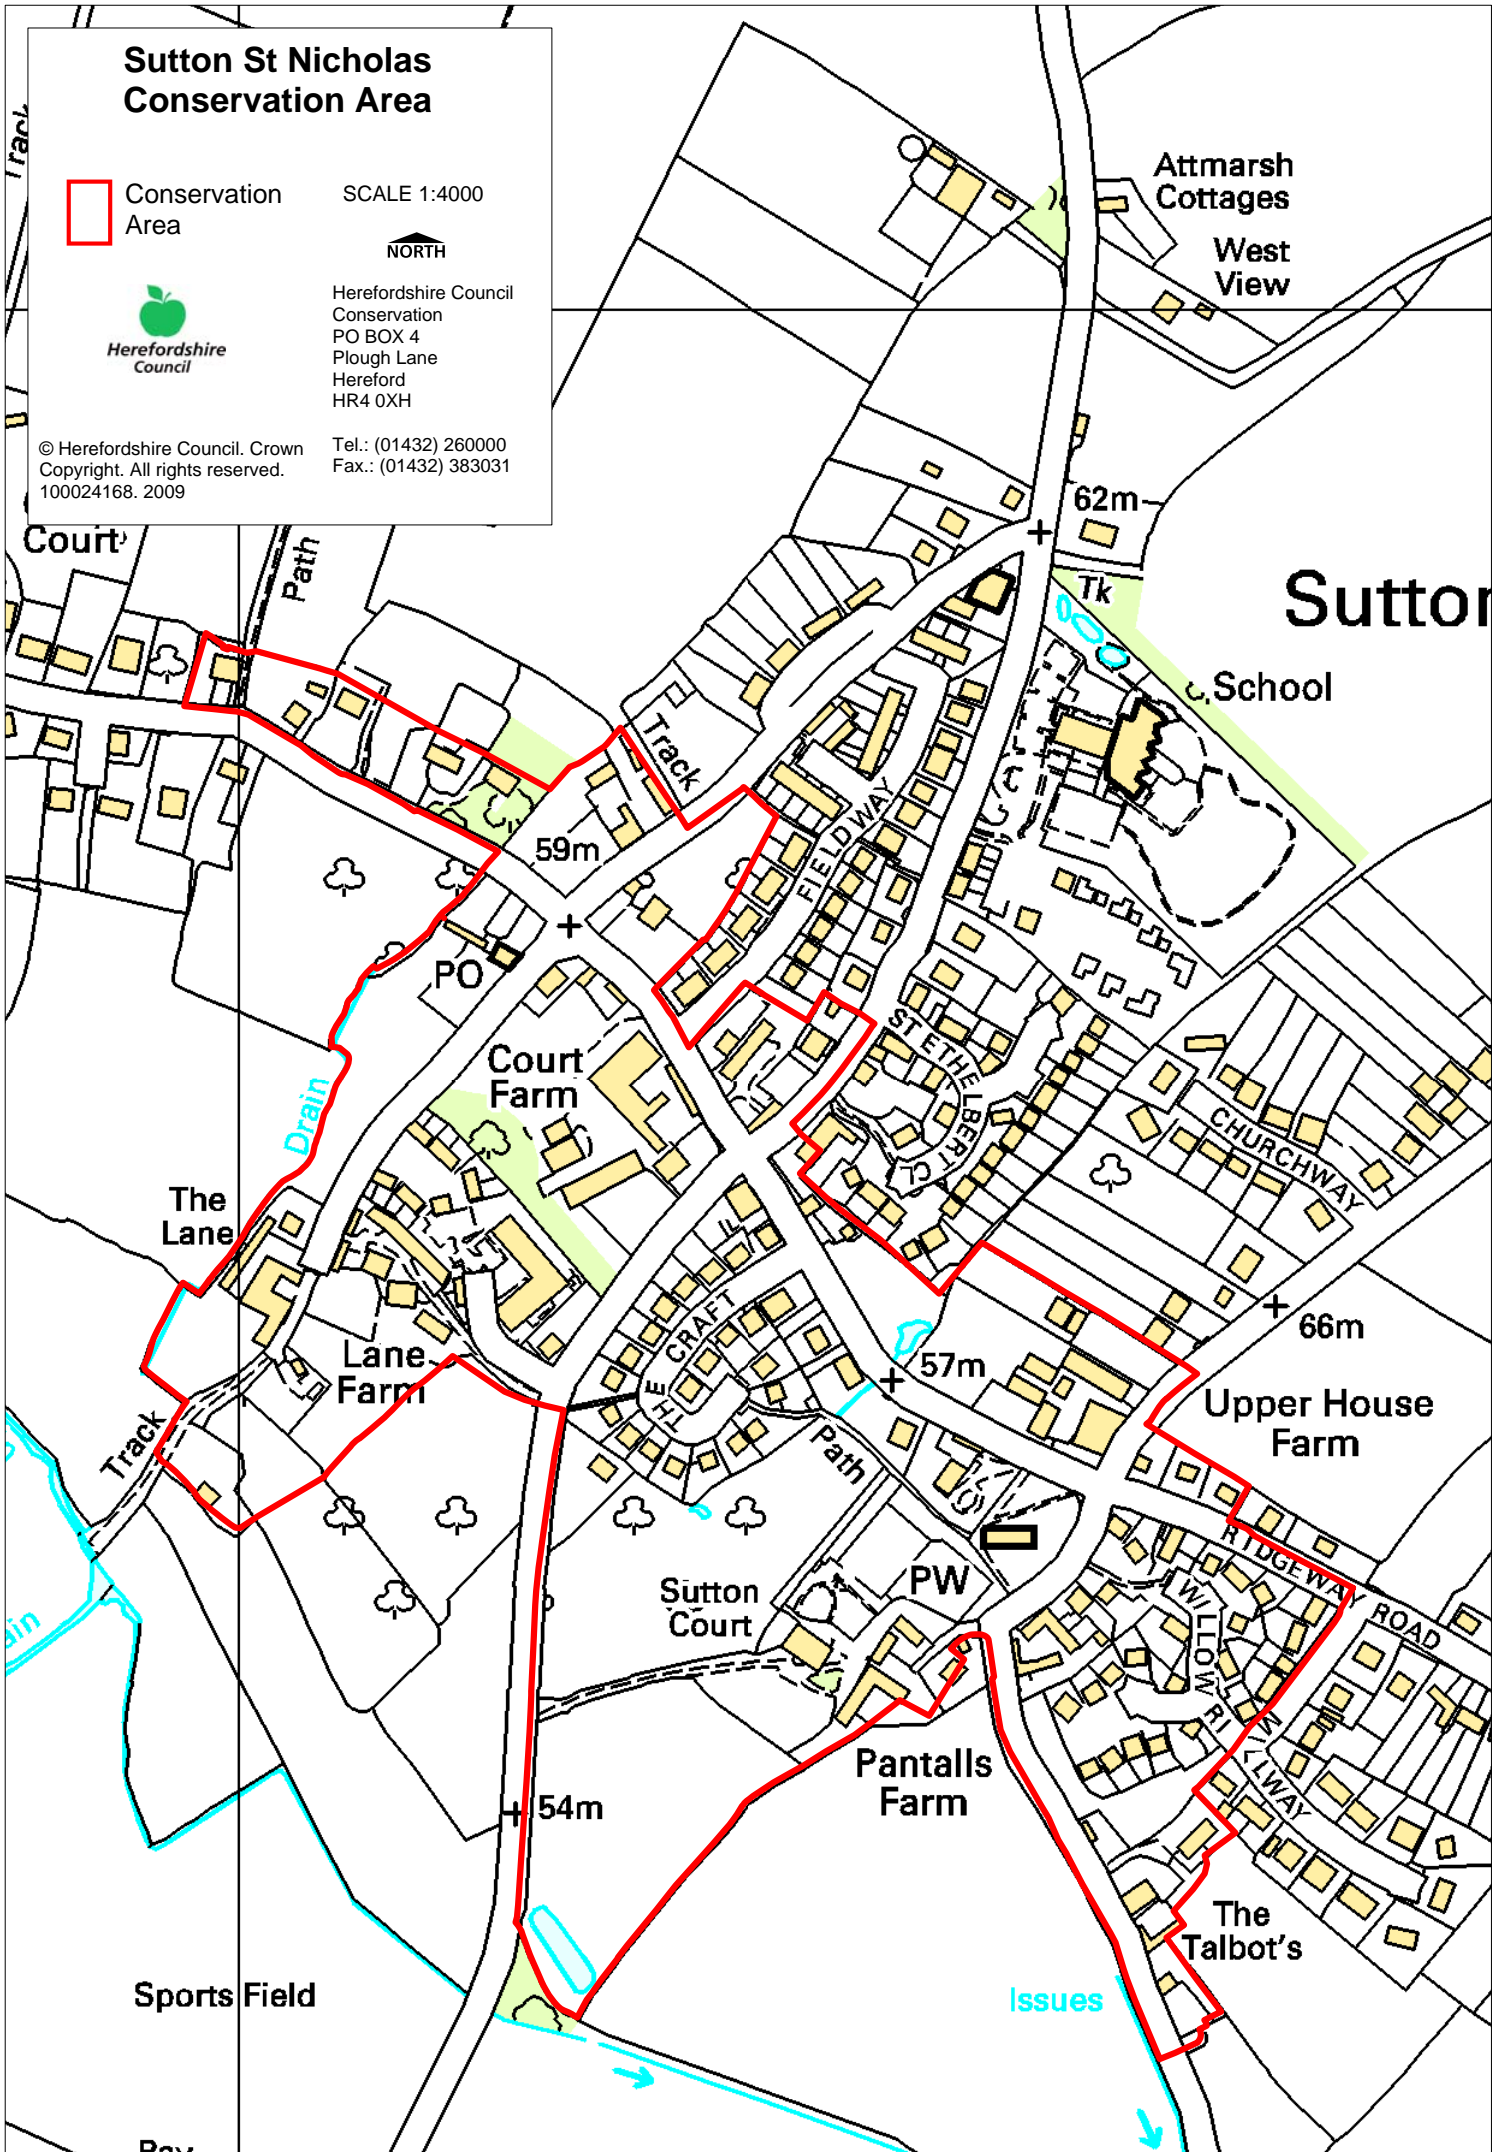 Sutton St Nicholas
Conservation Area
Conservation
Area
SCALE 1:4000
NORTH
Herefordshire
Council
Herefordshire Council
Conservation
PO BOX 4
Plough Lane
Hereford
HR4 0XH
Tel.: (01432) 260000
Fax.: (01432) 383031
© Herefordshire Council. Crown
Copyright. All rights reserved.
100024168. 2009
Track
Attmarsh
Cottages
West
View
62m
Court
Path
Tk
Sutton
School
Track
59m
FIELDWAY
PO
Court
Farm
ST ETHELBERT CL
Drain
CHURCHWAY
The
Lane
THE CRAFT
66m
57m
Lane
Farm
Upper House
Farm
Track
Path
RIDGEWAY ROAD
PW
Sutton
Court
WILLOW RI
MILLWAY
Pantalls
Farm
54m
The
Talbot's
Sports Field
Issues